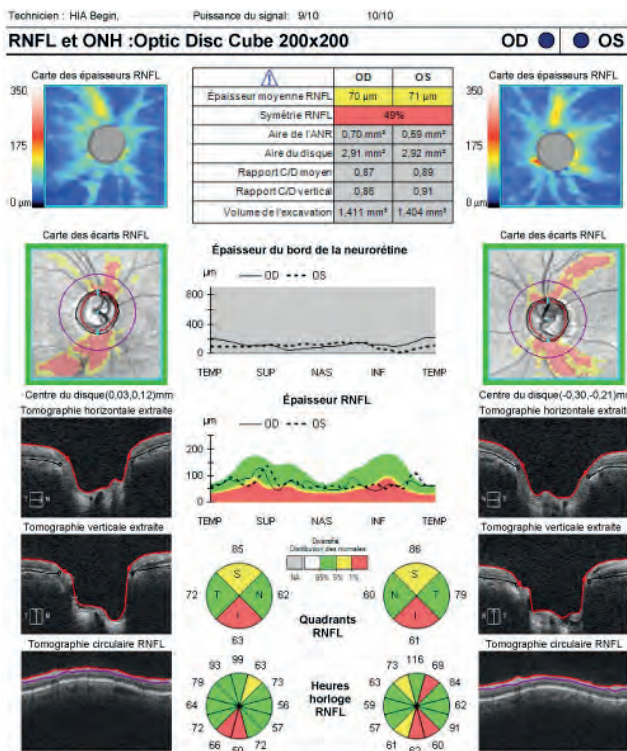 Technicien : HIA Begin, Puissance du signal: 9/10 10/10
RNFL et ONH :Optic Disc Cube 200x200 OD OS
Carte des épaisseurs RNFL
350
175
0 µm
OD OS
Épaisseur moyenne RNFL 70 µm 71 µm
Symétrie RNFL 49%
Aire de l'ANR 0,70 mm² 0,59 mm²
Aire du disque 2,91 mm² 2,92 mm²
Rapport C/D moyen 0,87 0,89
Rapport C/D vertical 0,86 0,91
Volume de l'excavation 1,411 mm³ 1,404 mm³
Carte des épaisseurs RNFL
350
175
0 µm
Carte des écarts RNFL
Centre du disque(0,03,0,12)mm
Épaisseur du bord de la neurorétine
µm OD OS
800
400
0
TEMP SUP NAS INF TEMP
Carte des écarts RNFL
Centre du disque(-0,30,-0,21)mm
Tomographie horizontale extraite
T N
Épaisseur RNFL
µm OD OS
200
100
0
TEMP SUP NAS INF TEMP
Tomographie horizontale extraite
N T
Tomographie verticale extraite
I
Diversifié
Distribution des normales
NA 95% 5% 1%
85
72 S T N I 62
63
Quadrants
RNFL
86
60 S N T I 79
61
Tomographie verticale extraite
I
Tomographie circulaire RNFL
99
93 63
79 73
64 56
72 57
66 72
Heures
horloge
RNFL
116
73 69
63 64
59 62
57 91
61 60
Tomographie circulaire RNFL